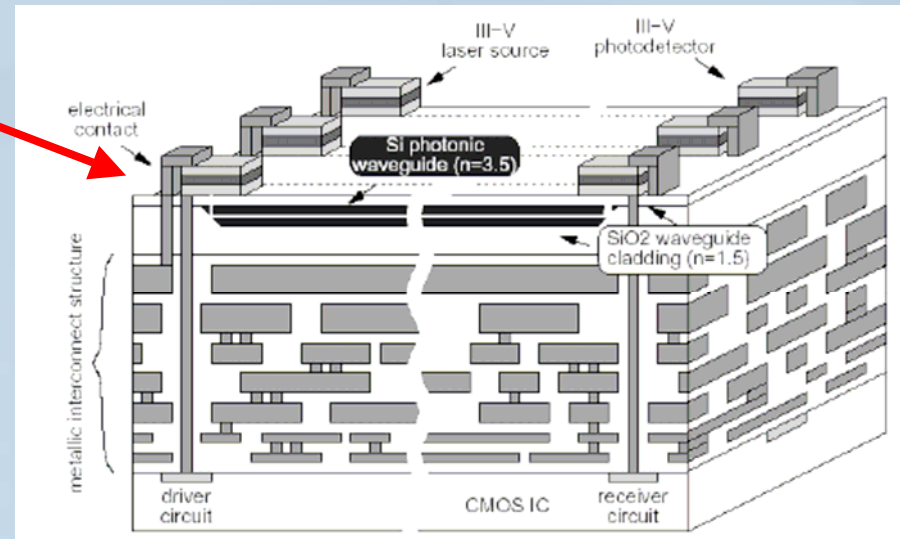 III-V
laser source
III-V
photodetector
electrical
contact
Si photonic
waveguide (n=3.5)
SiO2 waveguide
cladding (n=1.5)
metallic interconnect structure
driver
circuit
CMOS IC
receiver
circuit